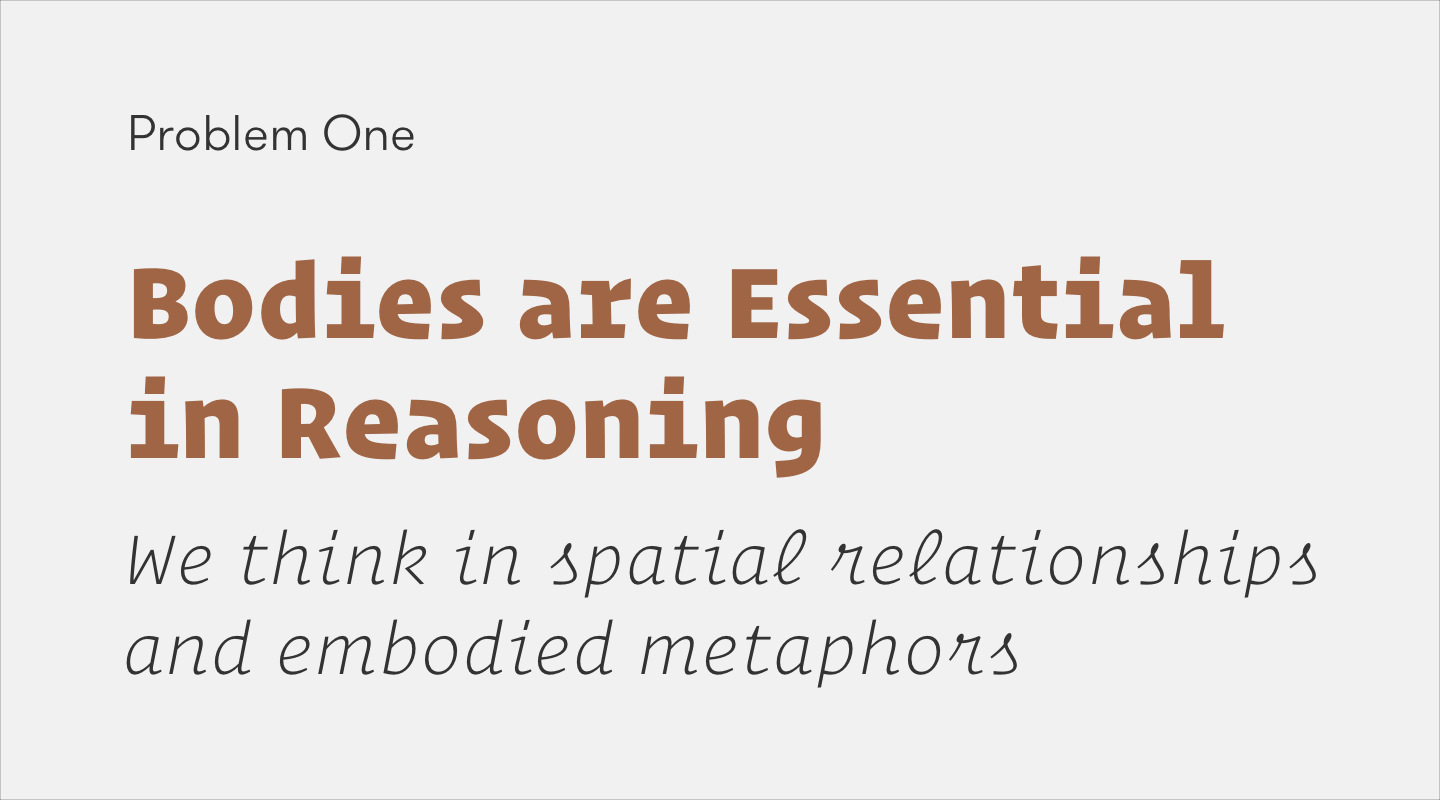 Problem One
Bodies are Essential
in Reasoning
We think in spatial relationships
and embodied metaphors